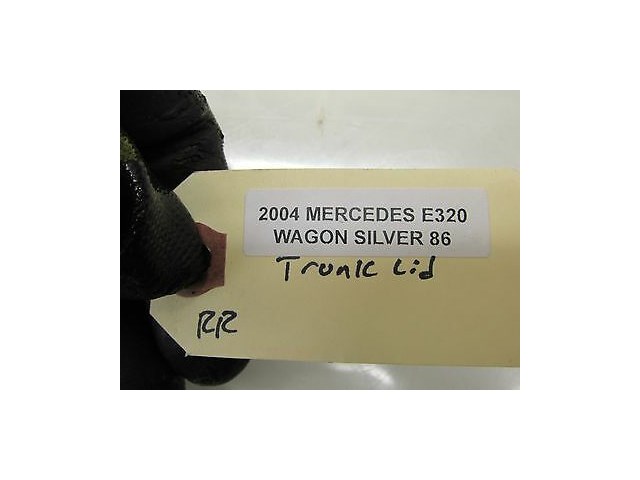 2004 MERCEDES E320
WAGON SILVER 86
Trunk Lid
RR